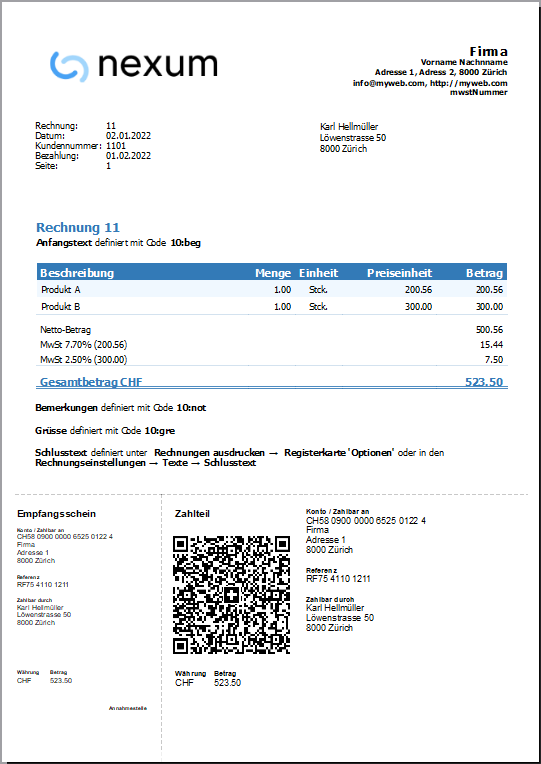 nexum
Firma
Vorname Nachnname
Adresse 1, Adress 2, 8000 Zürich
info@myweb.com, http://myweb.com
mwstNummer
Rechnung: 11
Datum: 02.01.2022
Kundennummer: 1101
Bezahlung: 01.02.2022
Seite: 1
Karl Hellmüller
Löwenstrasse 50
8000 Zürich
Rechnung 11
Anfangstext definiert mit Code 10:beg
Beschreibung Menge Einheit Preiseinheit Betrag
Produkt A 1.00 Stck. 200.56 200.56
Produkt B 1.00 Stck. 300.00 300.00
Netto-Betrag 500.56
MwSt 7.70% (200.56) 15.44
MwSt 2.50% (300.00) 7.50
Gesamtbetrag CHF 523.50
Bemerkungen definiert mit Code 10:not
Grüsse definiert mit Code 10:gre
Schlusstext definiert unter Rechnungen ausdrucken → Registerkarte 'Optionen' oder in den
Rechnungseinstellungen → Texte → Schlusstext
Empfangsschein
Konto / Zahlbar an
CH58 0900 0000 6525 0122 4
Firma
Adresse 1
8000 Zürich
Referenz
RF75 4110 1211
Zahlbar durch
Karl Hellmüller
Löwenstrasse 50
8000 Zürich
Währung Betrag
CHF 523.50
Annahmestelle
Zahlteil
Währung Betrag
CHF 523.50
Konto / Zahlbar an
CH58 0900 0000 6525 0122 4
Firma
Adresse 1
8000 Zürich
Referenz
RF75 4110 1211
Zahlbar durch
Karl Hellmüller
Löwenstrasse 50
8000 Zürich